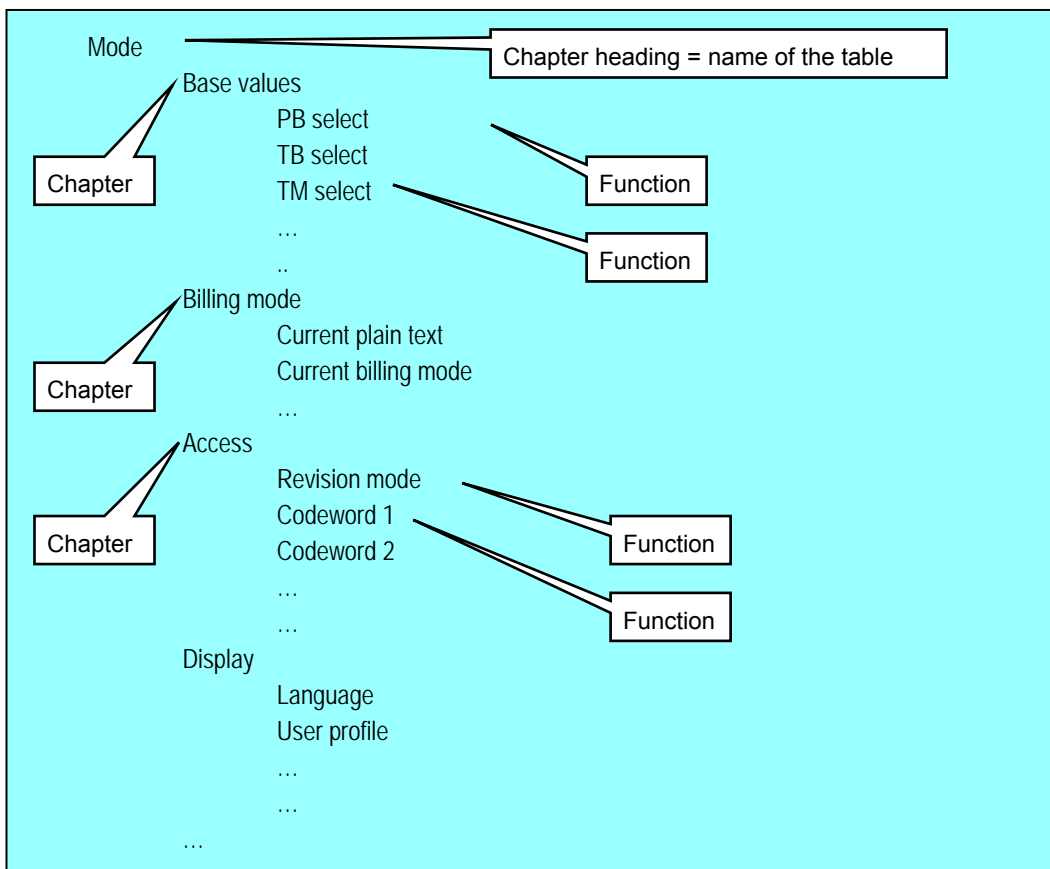 Mode
Chapter heading = name of the table
Base values
PB select
TB select
Chapter
Function
TM select
…
Function
..
Billing mode
Current plain text
Chapter
Current billing mode
…
Access
Revision mode
Codeword 1
Chapter
Function
Codeword 2
…
Function
…
Display
Language
User profile
…
…
…